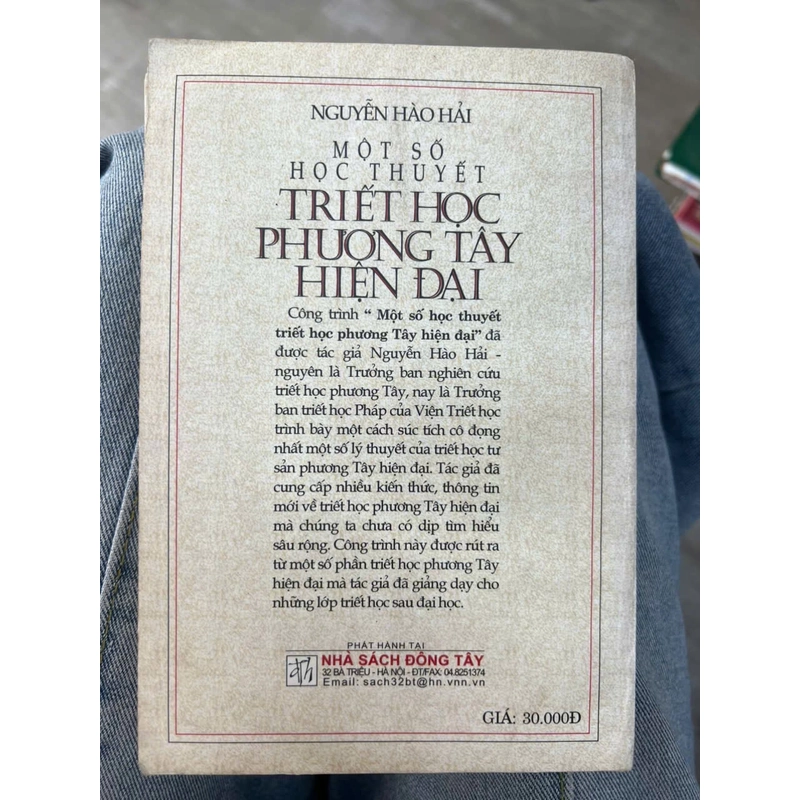 NGUYỄN HÀO HẢI
MỘT SỐ
HỌC THUYẾT
TRIẾT HỌC
PHƯƠNG TÂY
HIỆN ĐẠI
Công trình “ Một số học thuyết
triết học phương Tây hiện đại” đã
được tác giả Nguyễn Hào Hải -
nguyên là Trưởng ban nghiên cứu
triết học phương Tây, nay là Trưởng
ban triết học Pháp của Viện Triết học
trình bày một cách súc tích cô đọng
nhất một số lý thuyết của triết học tư
sản phương Tây hiện đại. Tác giả đã
cung cấp nhiều kiến thức, thông tin
mới về triết học phương Tây hiện đại
mà chúng ta chưa có dịp tìm hiểu
sâu rộng. Công trình này được rút ra
từ một số phần triết học phương Tây
hiện đại mà tác giả đã giảng dạy cho
những lớp triết học sau đại học.
PHÁT HÀNH TẠI
NHÀ SÁCH ĐÔNG TÂY
32 BÀ TRIỆU - HÀ NỘI - ĐT/FAX: 04.8251374
Email: sach32bt@hn.vnn.vn
GIÁ: 30.000Đ